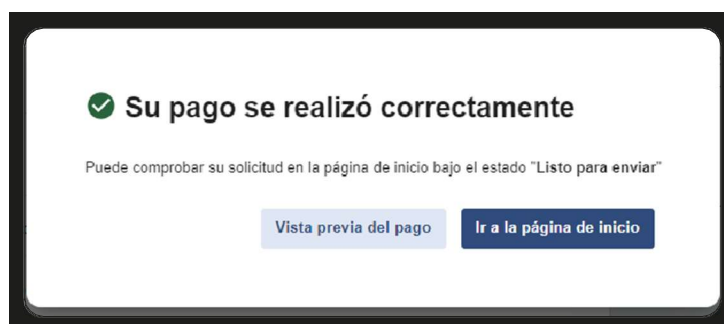 Su pago se realizó correctamente
Puede comprobar su solicitud en la página de inicio bajo el estado "Listo para enviar"
Vista previa del pago
Ir a la página de inicio